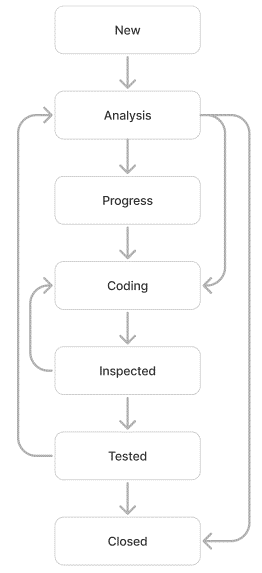 New
Analysis
Progress
Coding
Inspected
Tested
Closed